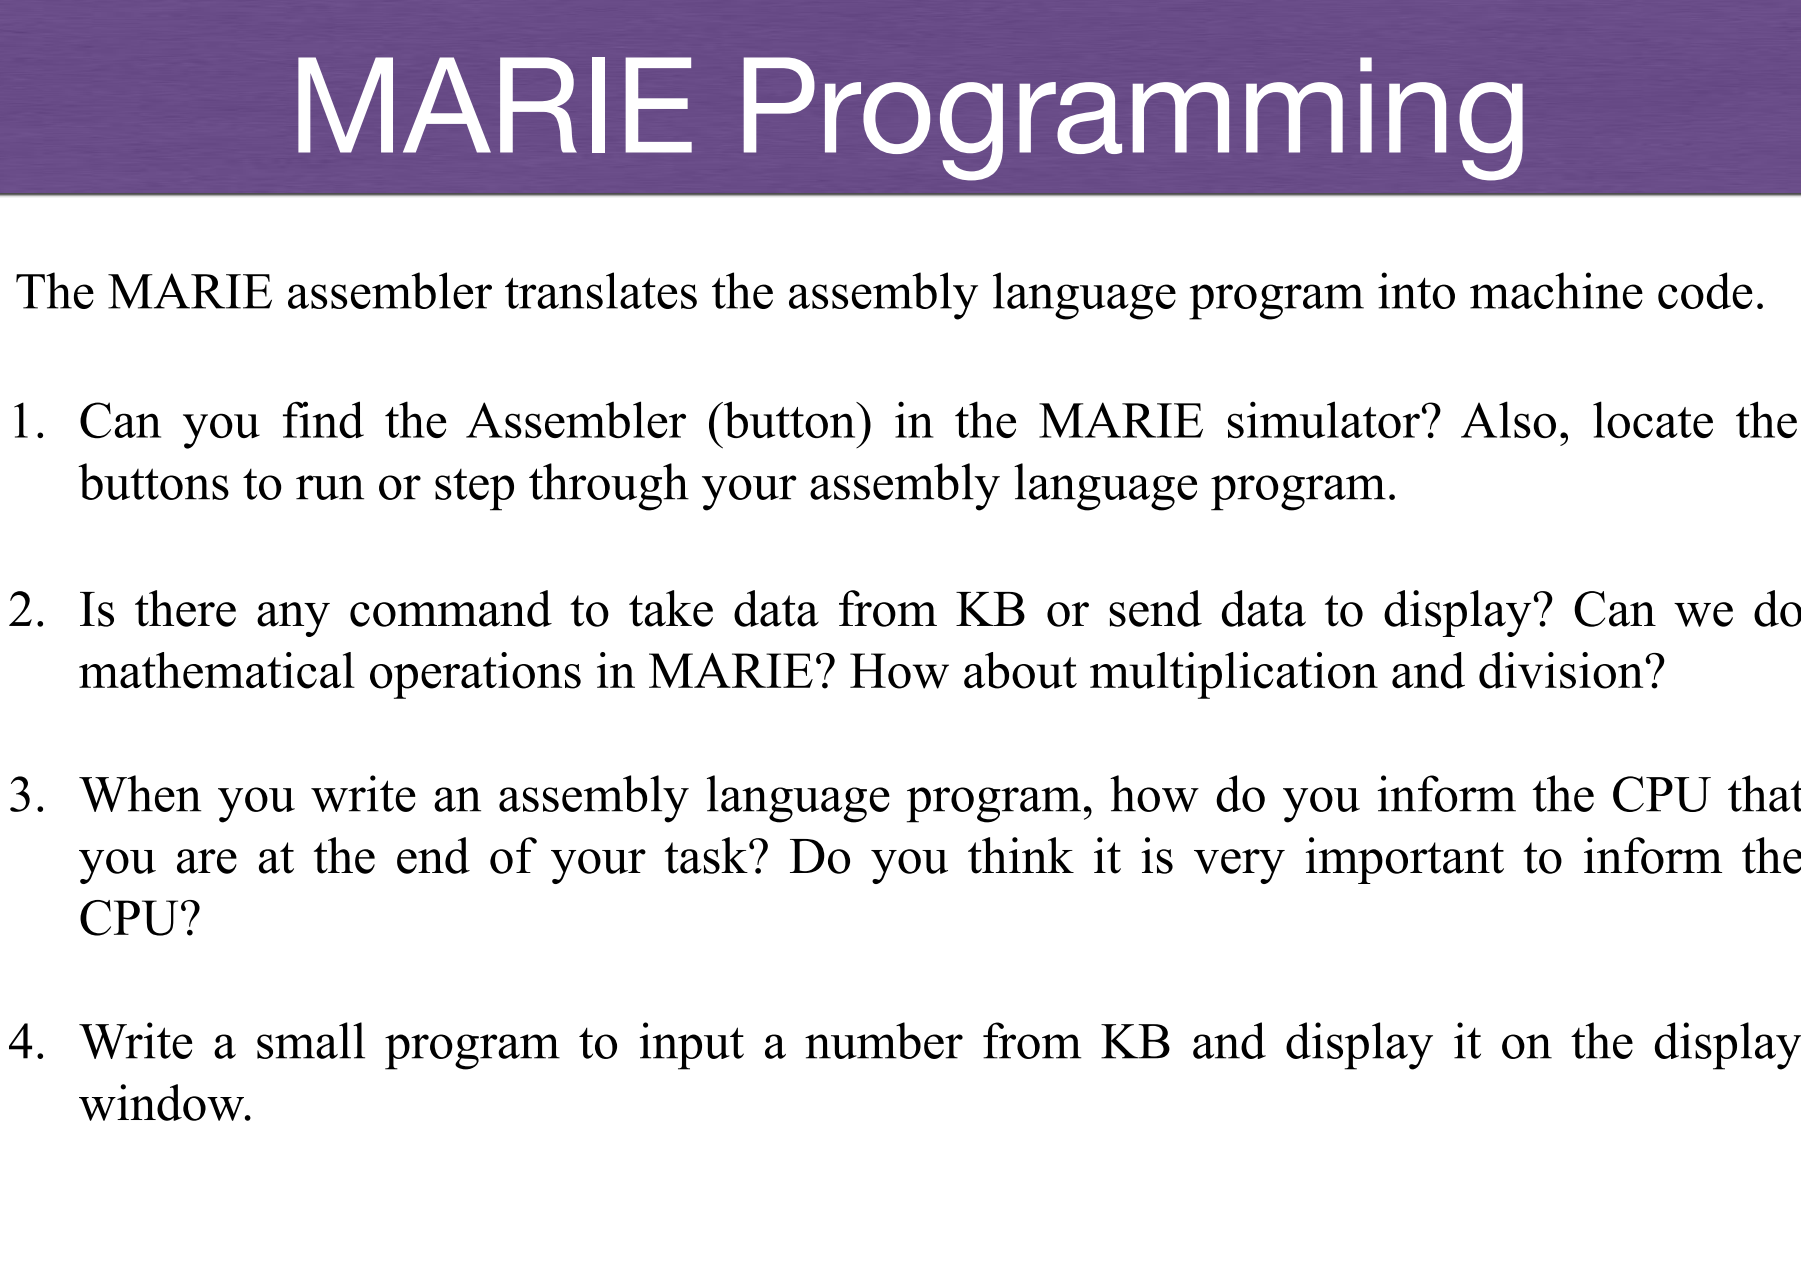 MARIE Programming
The MARIE assembler translates the assembly language program into machine code.
1. Can you find the Assembler (button) in the MARIE simulator? Also, locate the
buttons to run or step through your assembly language program.
2. Is there any command to take data from KB or send data to display? Can we do
mathematical operations in MARIE? How about multiplication and division?
3. When you write an assembly language program, how do you inform the CPU that
you are at the end of your task? Do you think it is very important to inform the
CPU?
4. Write a small program to input a number from KB and display it on the display
window.